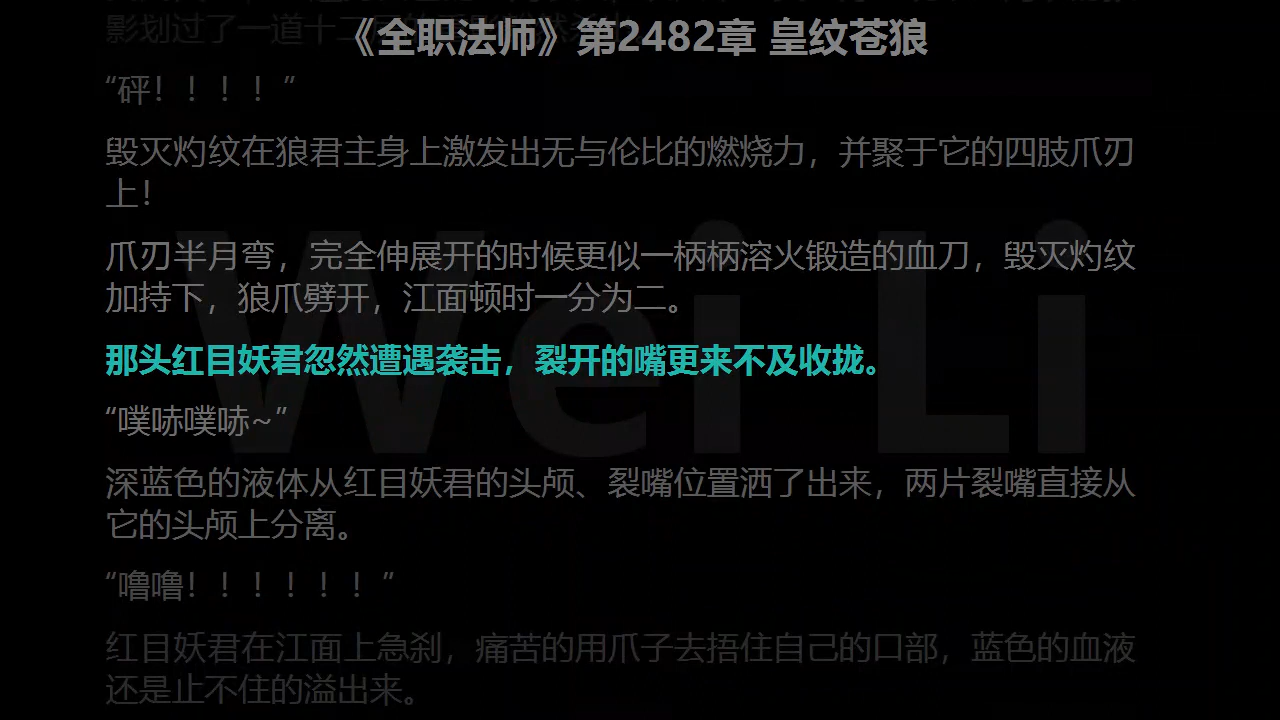 影划过了一道十二
《全职法师》第2482章 皇纹苍狼
“砰！！！！”
毁灭灼纹在狼君主身上激发出无与伦比的燃烧力，并聚于它的四肢爪刃
上！
爪刃半月弯，完全伸展开的时候更似一柄柄溶火锻造的血刀，毁灭灼纹
加持下，狼爪劈开，江面顿时一分为二。
那头红目妖君忽然遭遇袭击，裂开的嘴更来不及收拢。
“噗哧噗哧~”
深蓝色的液体从红目妖君的头颅、裂嘴位置洒了出来，两片裂嘴直接从
它的头颅上分离。
“噜噜！！！！！！”
红目妖君在江面上急刹，痛苦的用爪子去捂住自己的口部，蓝色的血液
还是止不住的溢出来。
Wei Li